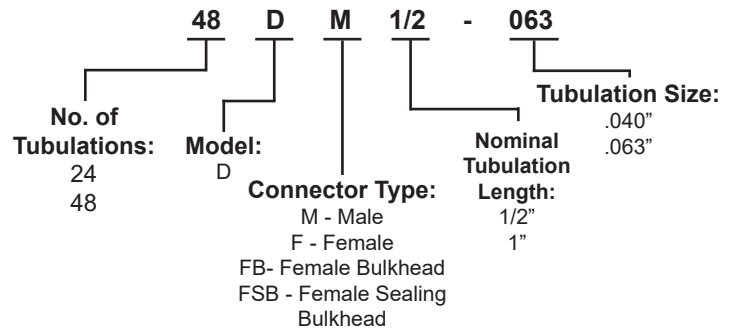 48 D M 1/2 - 063
No. of
Tubulations:
24
48
Model:
D
Connector Type:
M - Male
F - Female
FB- Female Bulkhead
FSB - Female Sealing
Bulkhead
Nominal
Tubulation
Length:
1/2”
1”
Tubulation Size:
.040”
.063”